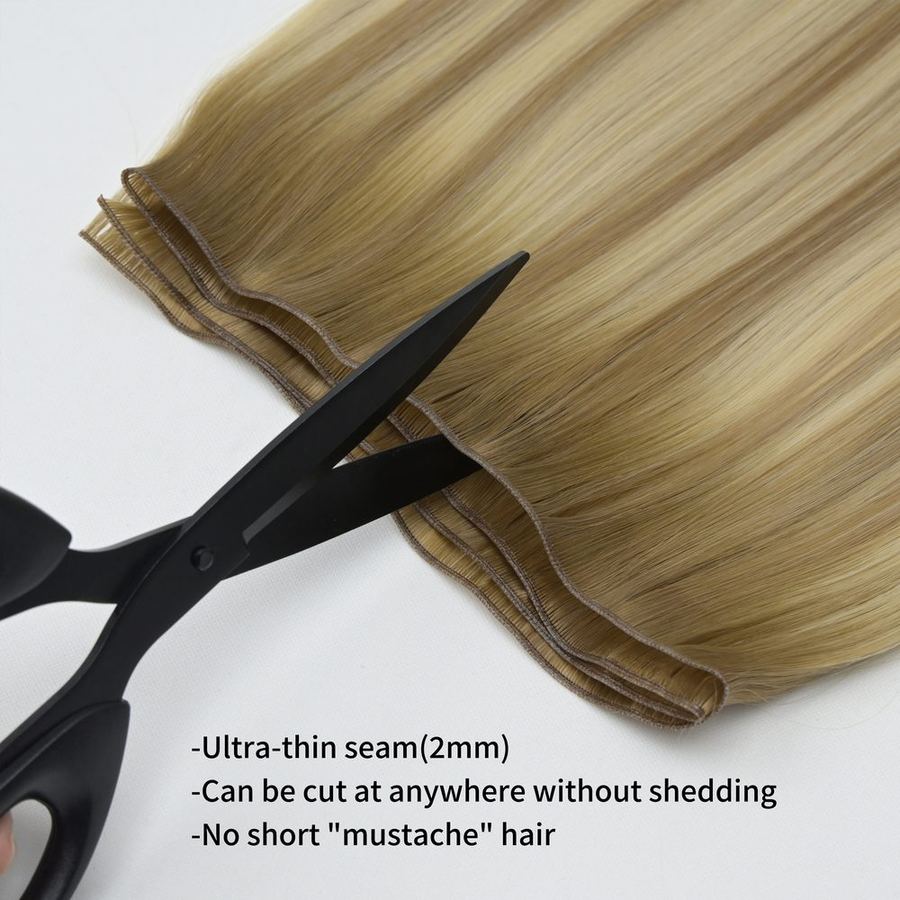 -Ultra-thin seam(2mm)
-Can be cut at anywhere without shedding
-No short "mustache" hair